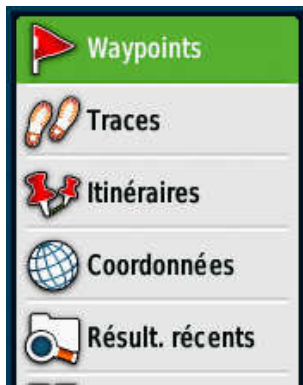 Waypoints
Traces
Itinéraires
Coordonnées
Résult. récents